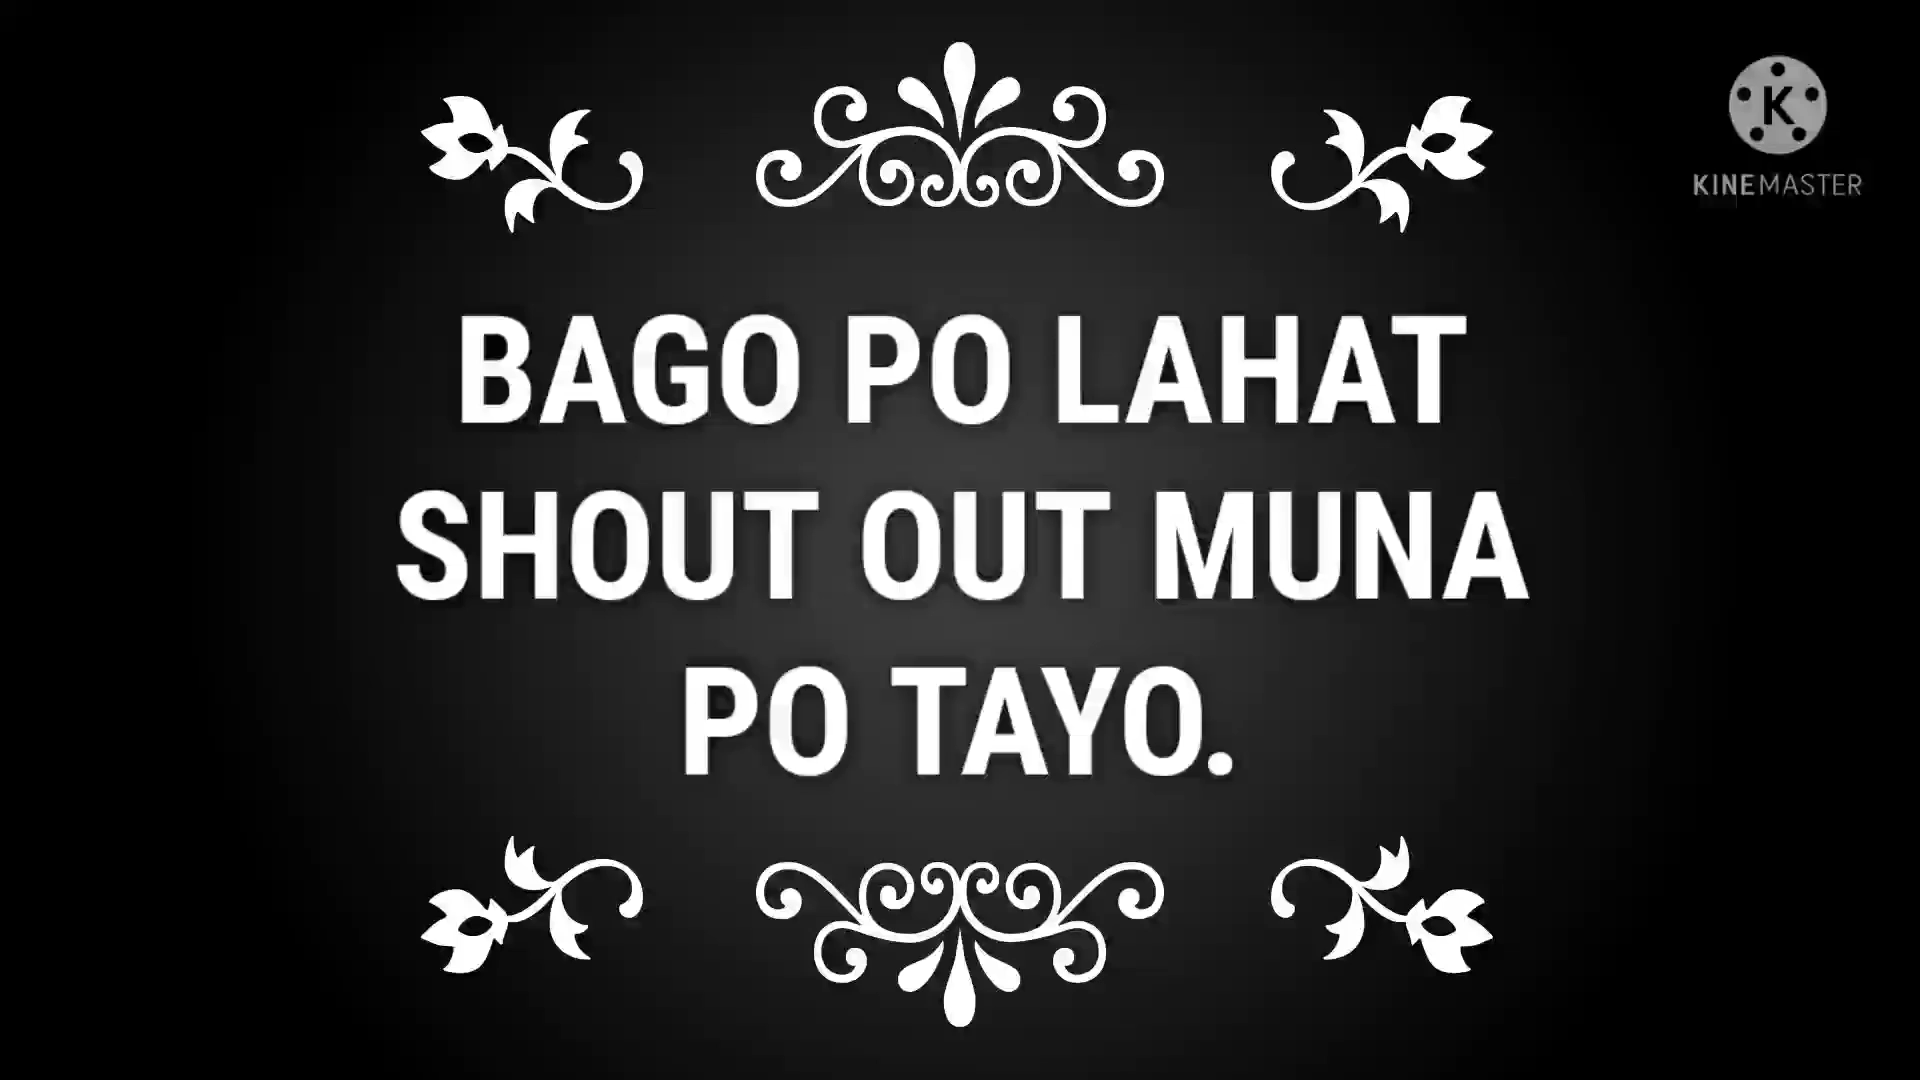 K
KINEMASTER
BAGO PO LAHAT
SHOUT OUT MUNA
PO TAYO.